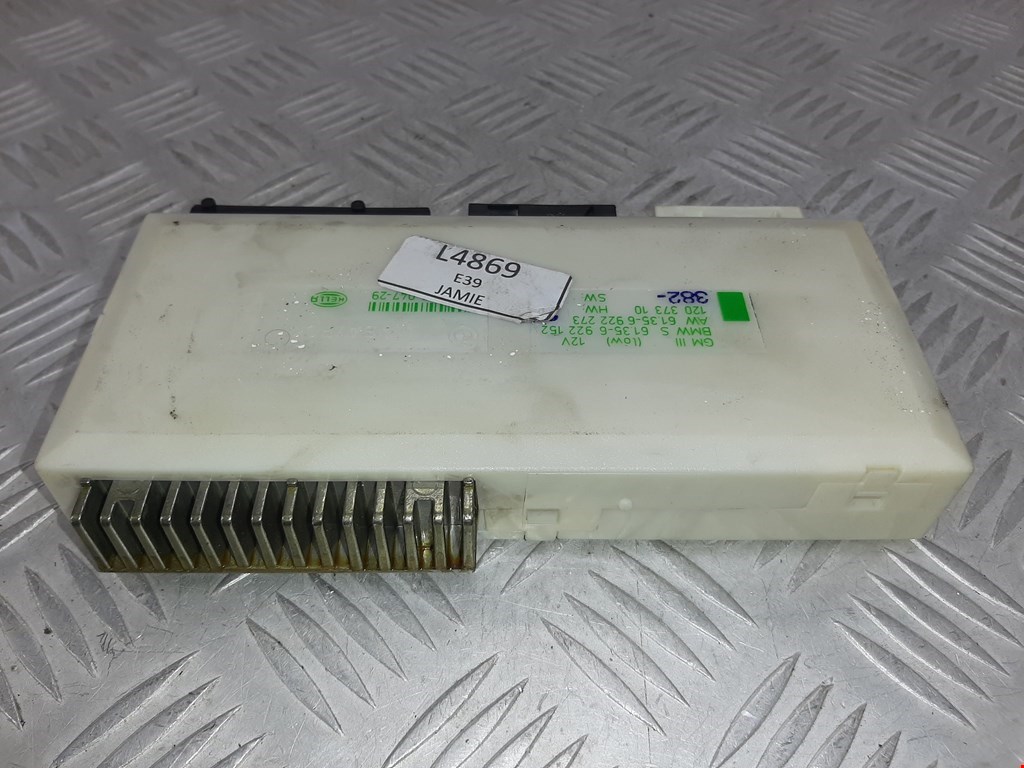 L4869
E39
JAMIE
GM III (low) 12V
BMW S 6135-6 922 152
AW 6135-6 922 273
120 373 10 HW:
382- SW:
HELLA
047-29